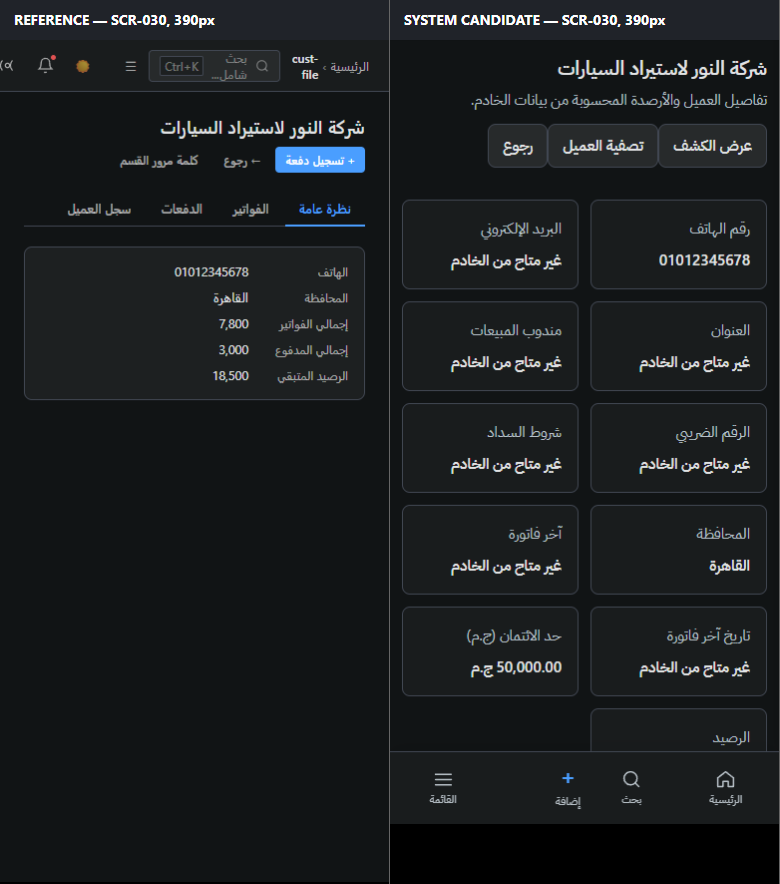 REFERENCE — SCR-030, 390px
الرئيسية › cust-file
بحث شامل... Ctrl+K
شركة النور لاستيراد السيارات
+ تسجيل دفعة
← رجوع
كلمة مرور القسم
نظرة عامة
الفواتير
الدفعات
سجل العميل
الهاتف 01012345678
المحافظة القاهرة
إجمالي الفواتير 7,800
إجمالي المدفوع 3,000
الرصيد المتبقي 18,500
SYSTEM CANDIDATE — SCR-030, 390px
شركة النور لاستيراد السيارات
تفاصيل العميل والأرصدة المحسوبة من بيانات الخادم.
عرض الكشف
تصفية العميل
رجوع
رقم الهاتف
01012345678
البريد الإلكتروني
غير متاح من الخادم
العنوان
غير متاح من الخادم
مندوب المبيعات
غير متاح من الخادم
الرقم الضريبي
غير متاح من الخادم
شروط السداد
غير متاح من الخادم
المحافظة
القاهرة
آخر فاتورة
غير متاح من الخادم
تاريخ آخر فاتورة
غير متاح من الخادم
حد الائتمان (ج.م)
50,000.00 ج.م
الرصيد
الرئيسية
بحث
إضافة
القائمة